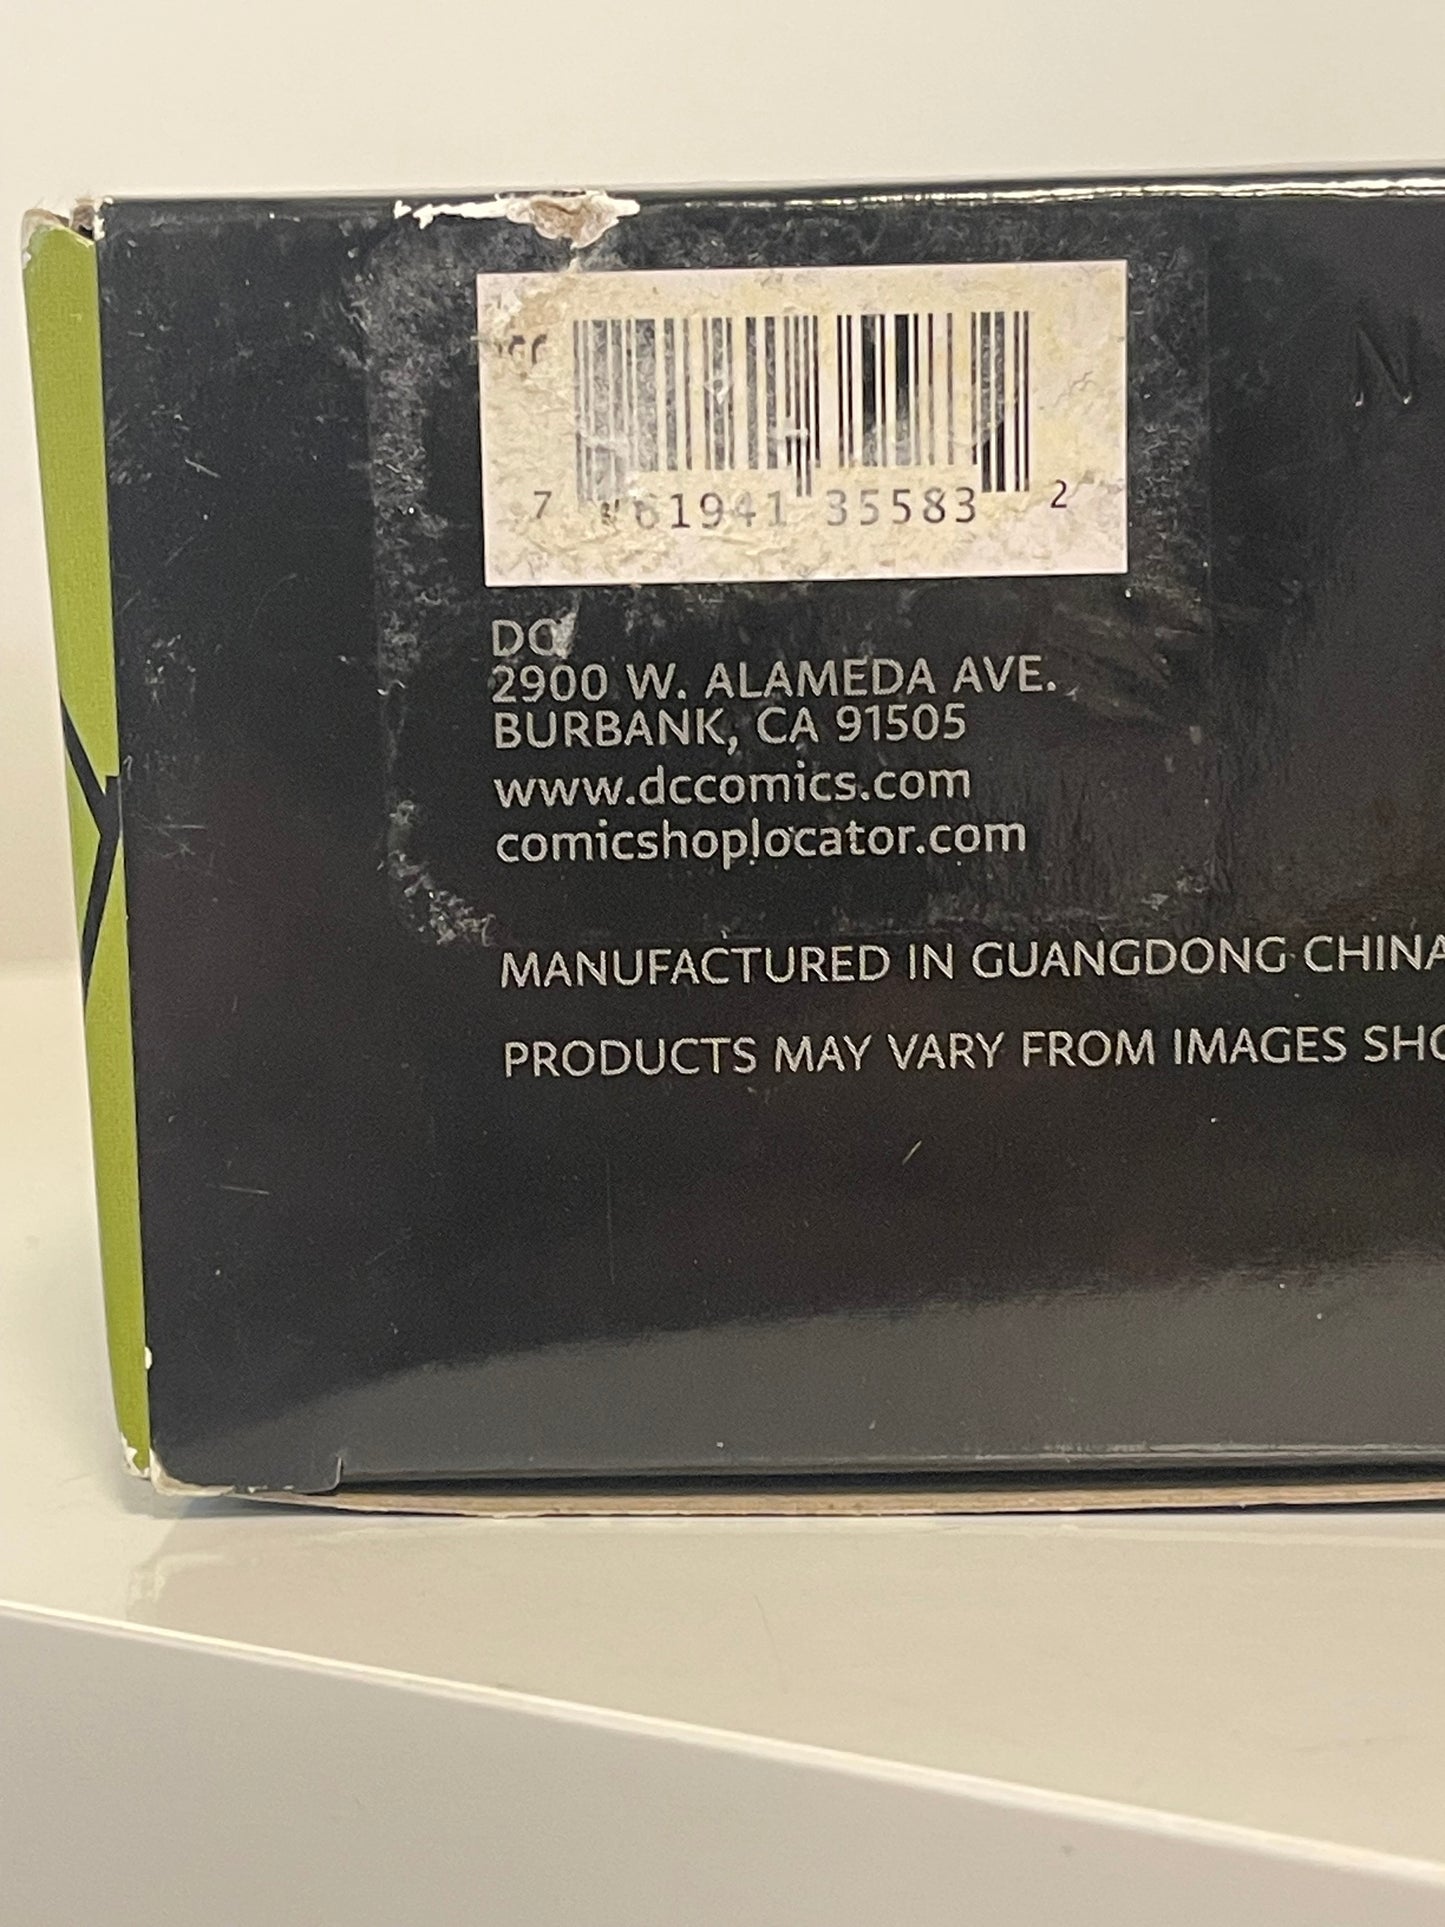 7 61941 35583 2
DC
2900 W. ALAMEDA AVE.
BURBANK, CA 91505
www.dccomics.com
comicshoplocator.com
MANUFACTURED IN GUANGDONG CHINA
PRODUCTS MAY VARY FROM IMAGES
N